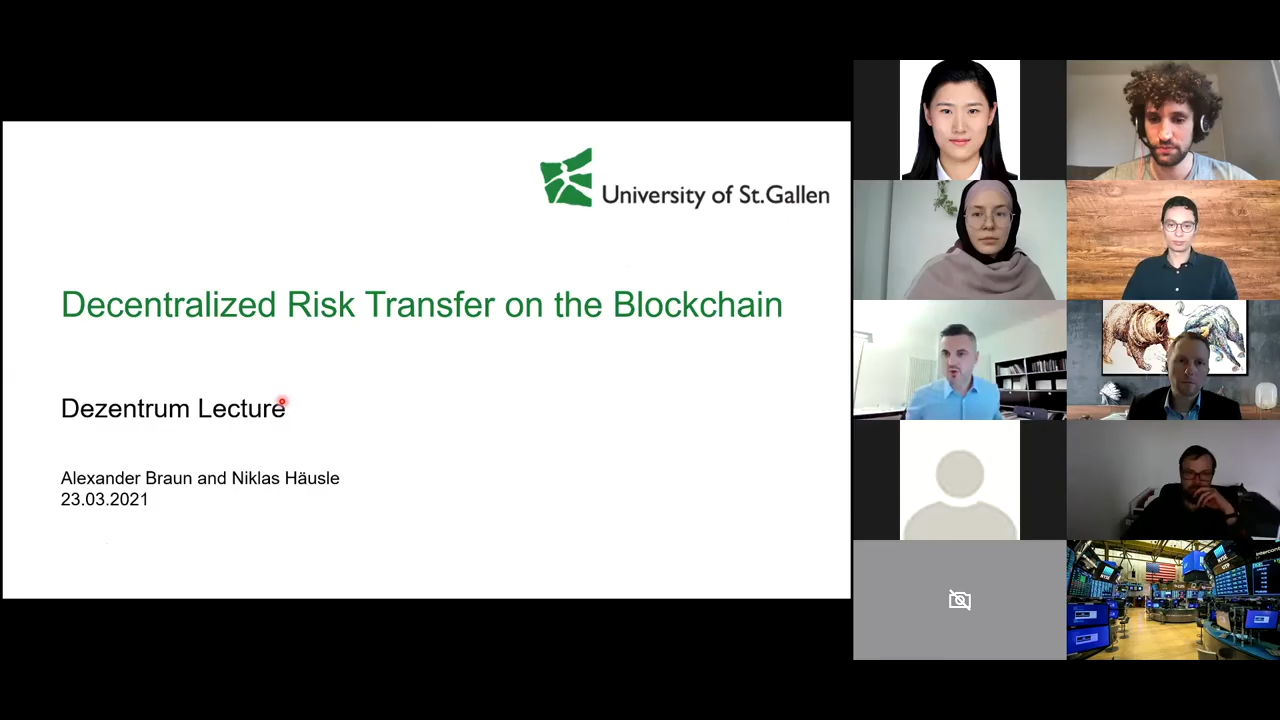 University of St.Gallen
Decentralized Risk Transfer on the Blockchain
Dezentrum Lecture
Alexander Braun and Niklas Häusle
23.03.2021